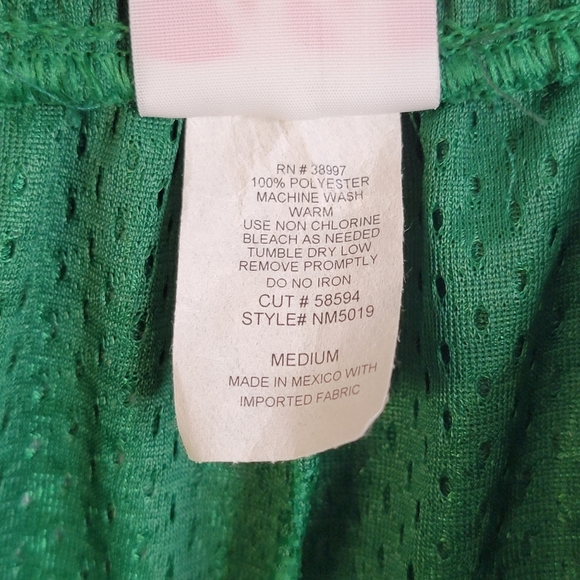 RN # 38997
100% POLYESTER
MACHINE WASH
WARM
USE NON CHLORINE
BLEACH AS NEEDED
TUMBLE DRY LOW
REMOVE PROMPTLY
DO NO IRON
CUT # 58594
STYLE# NM5019
MEDIUM
MADE IN MEXICO WITH
IMPORTED FABRIC